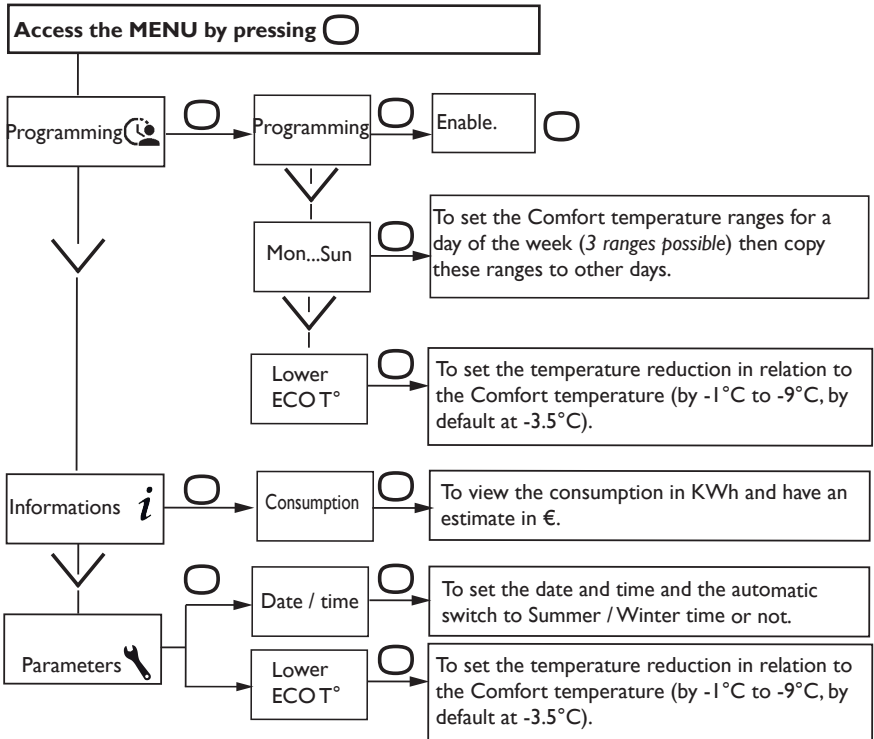 Access the MENU by pressing
Programming
Programming
Enable.
Mon...Sun
To set the Comfort temperature ranges for a
day of the week (3 ranges possible) then copy
these ranges to other days.
Lower
ECO T°
To set the temperature reduction in relation to
the Comfort temperature (by -1°C to -9°C, by
default at -3.5°C).
Informations i
Consumption
To view the consumption in KWh and have an
estimate in €.
Parameters
Date / time
To set the date and time and the automatic
switch to Summer / Winter time or not.
Lower
ECO T°
To set the temperature reduction in relation to
the Comfort temperature (by -1°C to -9°C, by
default at -3.5°C).